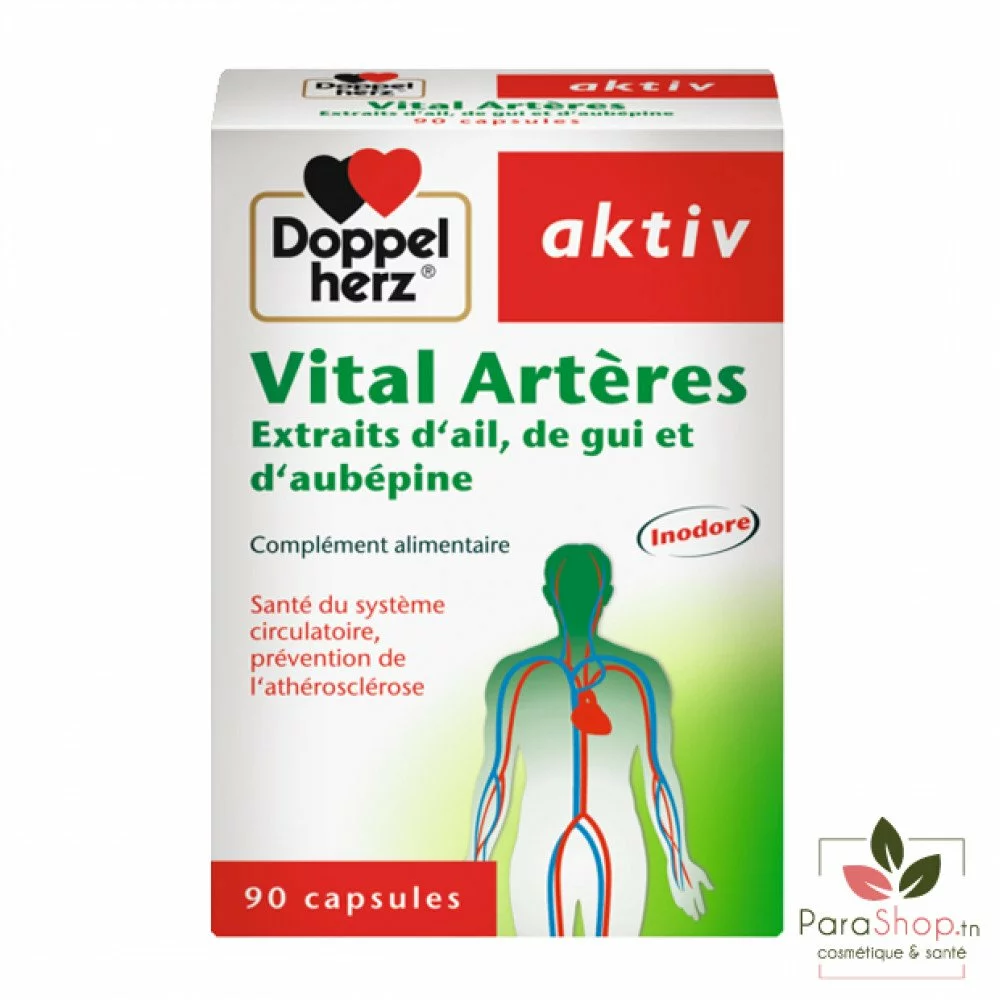 Doppel
herz
aktiv
Vital Artères
Extraits d'ail, de gui et d'aubépine
90 capsules
Doppel
herz®
aktiv
Vital Artères
Extraits d'ail, de gui et
d'aubépine
Inodore
Complément alimentaire
Santé du système
circulatoire,
prévention de
l'athérosclérose
90 capsules
ParaShop.tn
cosmétique & santé